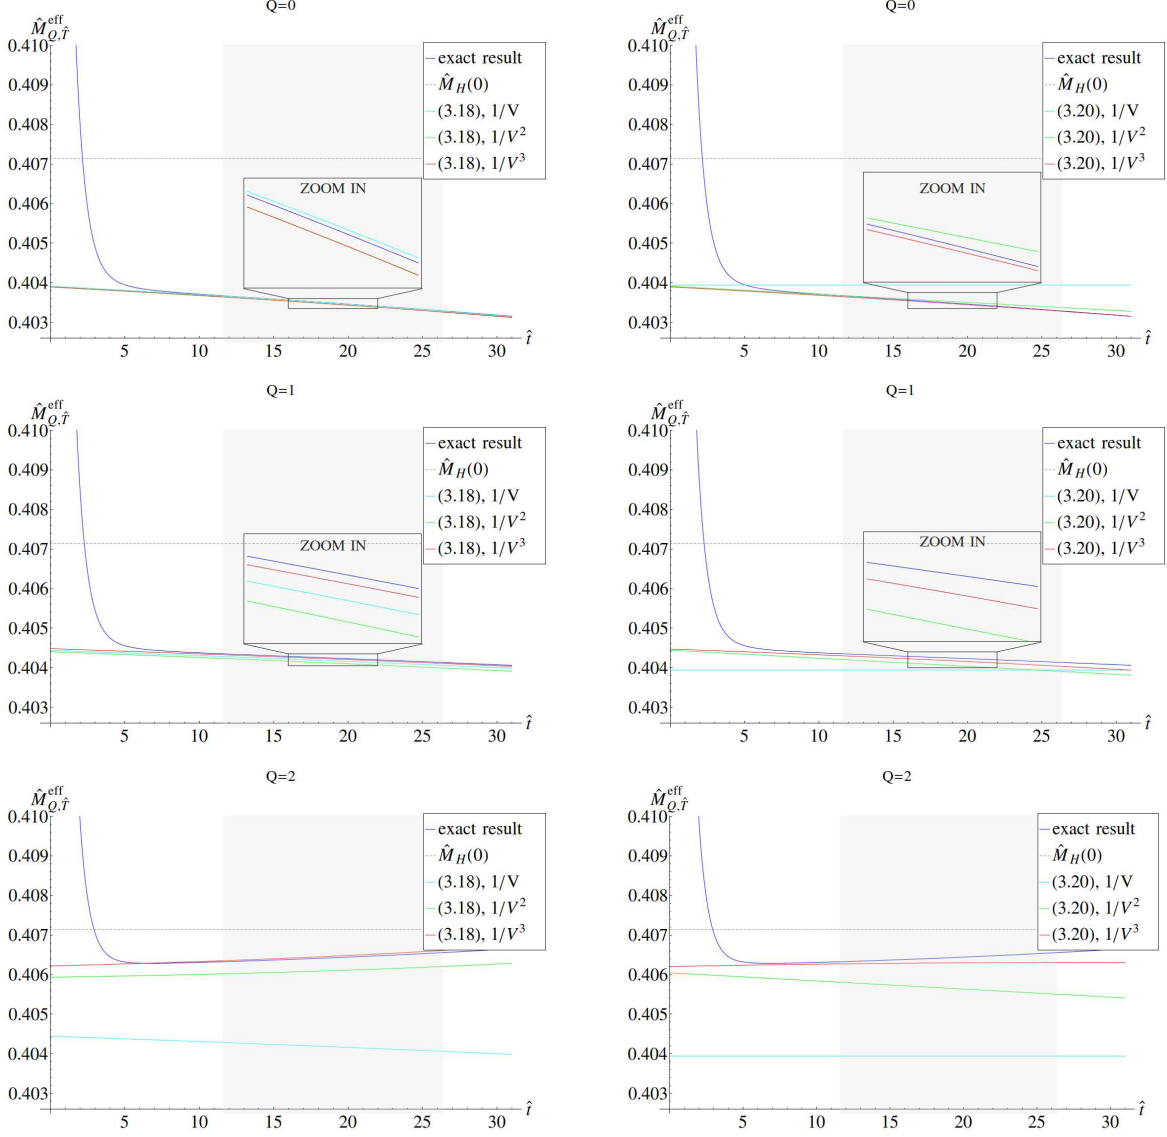 Q=0
M̂^eff_{Q,T̂}
0.410
0.409
0.408
0.407
0.406
0.405
0.404
0.403
exact result
M̂_H(0)
(3.18), 1/V
(3.18), 1/V²
(3.18), 1/V³
ZOOM IN
5 10 15 20 25 30 t̂
Q=0
M̂^eff_{Q,T̂}
0.410
0.409
0.408
0.407
0.406
0.405
0.404
0.403
exact result
M̂_H(0)
(3.20), 1/V
(3.20), 1/V²
(3.20), 1/V³
ZOOM IN
5 10 15 20 25 30 t̂
Q=1
M̂^eff_{Q,T̂}
0.410
0.409
0.408
0.407
0.406
0.405
0.404
0.403
exact result
M̂_H(0)
(3.18), 1/V
(3.18), 1/V²
(3.18), 1/V³
ZOOM IN
5 10 15 20 25 30 t̂
Q=1
M̂^eff_{Q,T̂}
0.410
0.409
0.408
0.407
0.406
0.405
0.404
0.403
exact result
M̂_H(0)
(3.20), 1/V
(3.20), 1/V²
(3.20), 1/V³
ZOOM IN
5 10 15 20 25 30 t̂
Q=2
M̂^eff_{Q,T̂}
0.410
0.409
0.408
0.407
0.406
0.405
0.404
0.403
exact result
M̂_H(0)
(3.18), 1/V
(3.18), 1/V²
(3.18), 1/V³
5 10 15 20 25 30 t̂
Q=2
M̂^eff_{Q,T̂}
0.410
0.409
0.408
0.407
0.406
0.405
0.404
0.403
exact result
M̂_H(0)
(3.20), 1/V
(3.20), 1/V²
(3.20), 1/V³
5 10 15 20 25 30 t̂